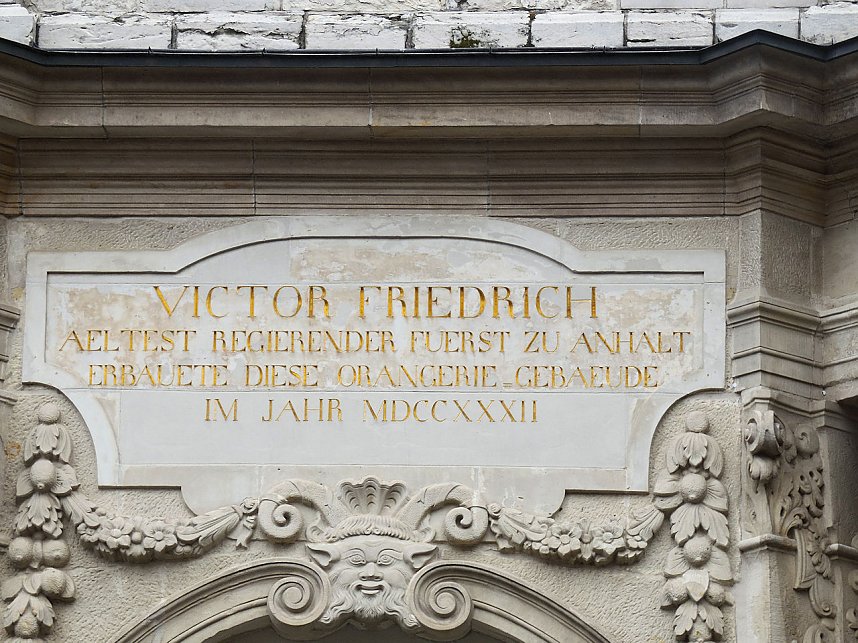 VICTOR FRIEDRICH
AELTEST REGIERENDER FUERST ZU ANHALT
ERBAUETE DIESE ORANGERIE=GEBAEUDE
IM JAHR MDCCXXXII